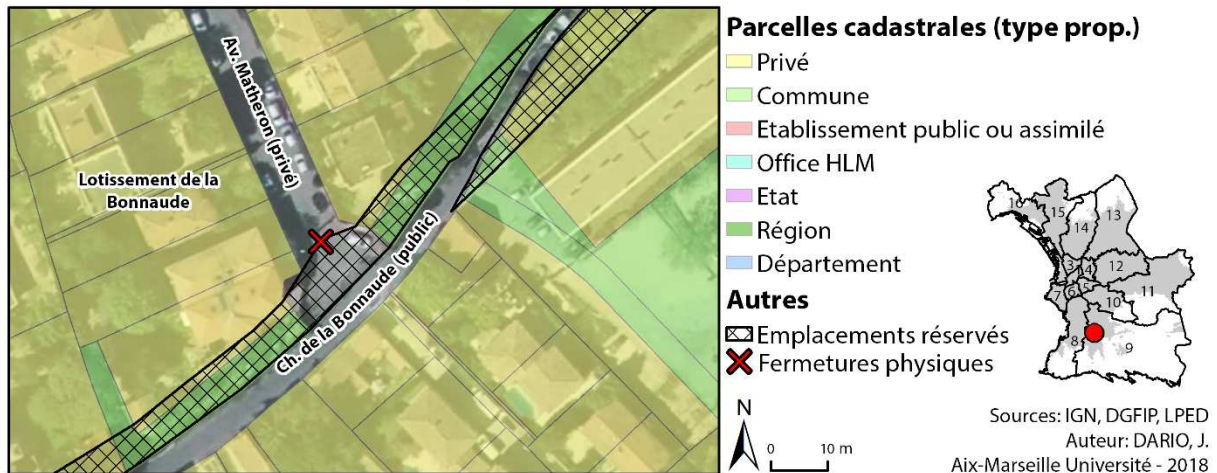 Av. Matheron (privé)
Lotissement de la
Bonnaude
Ch. de la Bonnaude (public)
Parcelles cadastrales (type prop.)
Privé
Commune
Etablissement public ou assimilé
Office HLM
Etat
Région
Département
Autres
Emplacements réservés
Fermetures physiques
N
0 10 m
16
15
14
13
3
4
12
7
6
5
11
10
8
9
Sources: IGN, DGFIP, LPED
Auteur: DARIO, J.
Aix-Marseille Université - 2018